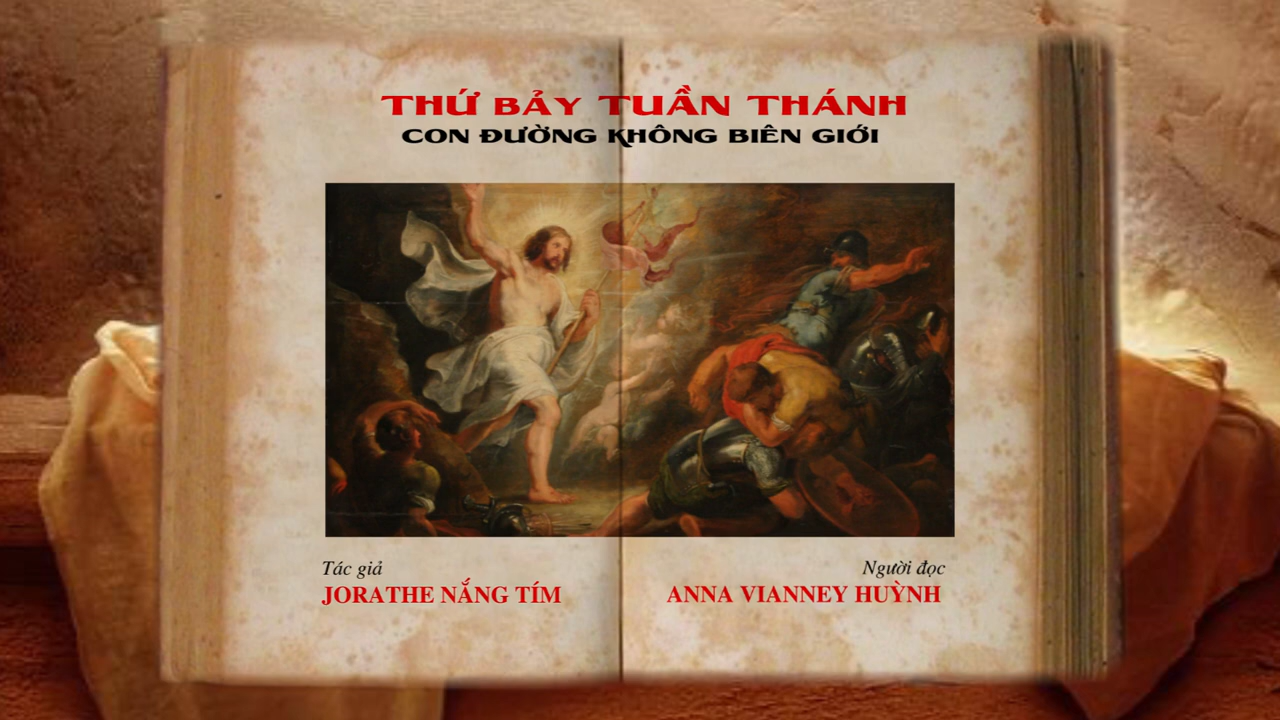 THỨ BẢY TUẦN THÁNH
CON ĐƯỜNG KHÔNG BIÊN GIỚI
Tác giả
JORATHE NẮNG TÍM
Người đọc
ANNA VIANNEY HUỲNH